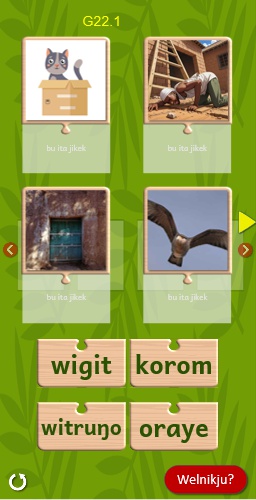 G22.1
bu ita jikek
bu ita jikek
bu ita jikek
bu ita jikek
wigit
korom
witruŋo
oraye
Welnikju?